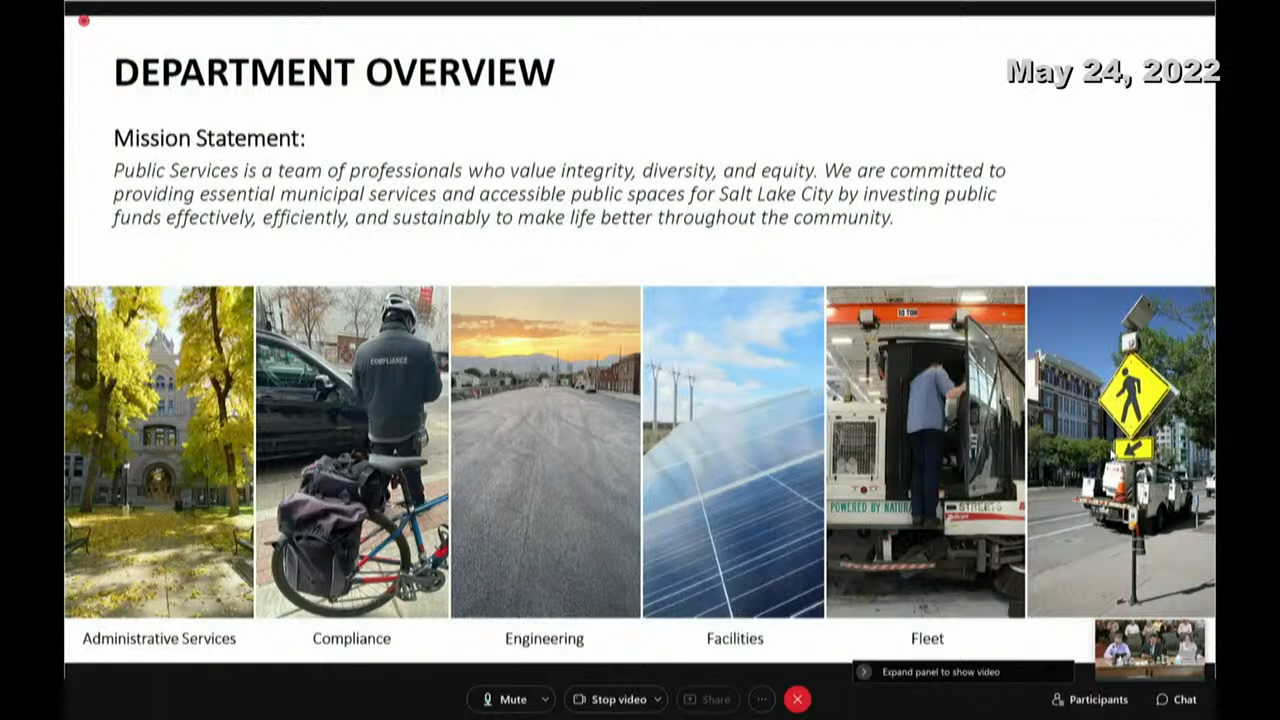 DEPARTMENT OVERVIEW
May 24, 2022
Mission Statement:
Public Services is a team of professionals who value integrity, diversity, and equity. We are committed to
providing essential municipal services and accessible public spaces for Salt Lake City by investing public
funds effectively, efficiently, and sustainably to make life better throughout the community.
COMPLIANCE
10 TON
POWERED BY NATURA
STREETS
Administrative Services
Compliance
Engineering
Facilities
Fleet
Expand panel to show video
Mute
Stop video
Share
Participants
Chat